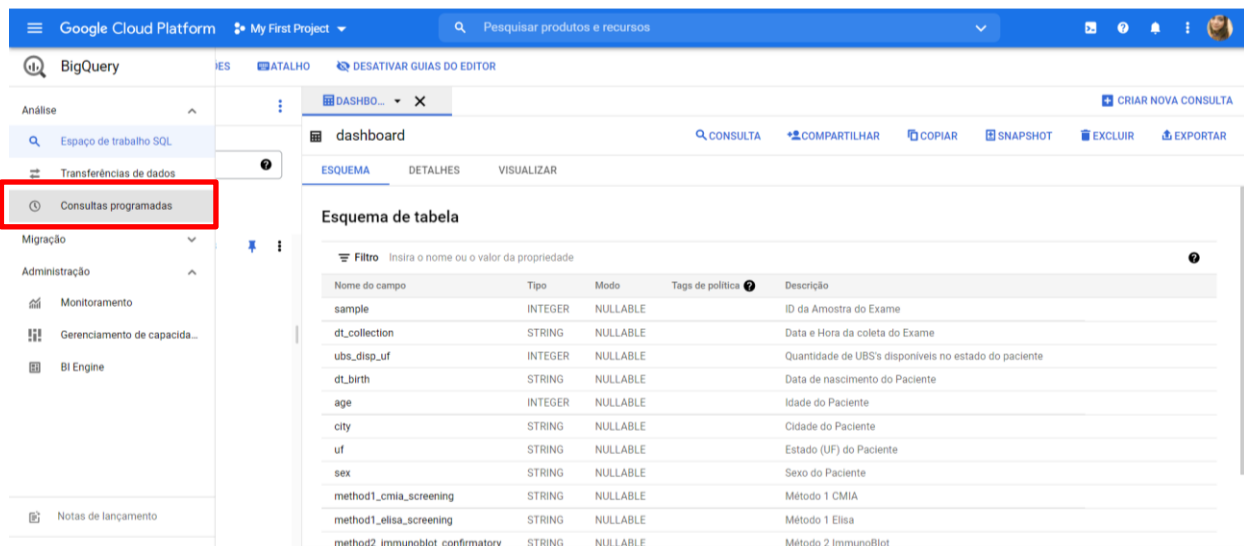 Google Cloud Platform My First Project Pesquisar produtos e recursos
BigQuery
ÕES ATALHO DESATIVAR GUIAS DO EDITOR
Análise
Espaço de trabalho SQL
Transferências de dados
Consultas programadas
Migração
Administração
Monitoramento
Gerenciamento de capacida...
BI Engine
Notas de lançamento
DASHBO... CRIAR NOVA CONSULTA
dashboard CONSULTA COMPARTILHAR COPIAR SNAPSHOT EXCLUIR EXPORTAR
ESQUEMA DETALHES VISUALIZAR
Esquema de tabela
Filtro Insira o nome ou o valor da propriedade
Nome do campo Tipo Modo Tags de política Descrição
sample INTEGER NULLABLE ID da Amostra do Exame
dt_collection STRING NULLABLE Data e Hora da coleta do Exame
ubs_disp_uf INTEGER NULLABLE Quantidade de UBS's disponíveis no estado do paciente
dt_birth STRING NULLABLE Data de nascimento do Paciente
age INTEGER NULLABLE Idade do Paciente
city STRING NULLABLE Cidade do Paciente
uf STRING NULLABLE Estado (UF) do Paciente
sex STRING NULLABLE Sexo do Paciente
method1_cmia_screening STRING NULLABLE Método 1 CMIA
method1_elisa_screening STRING NULLABLE Método 1 Elisa
method2_immunoblot_confirmatory STRING NULLABLE Método 2 ImmunoBlot